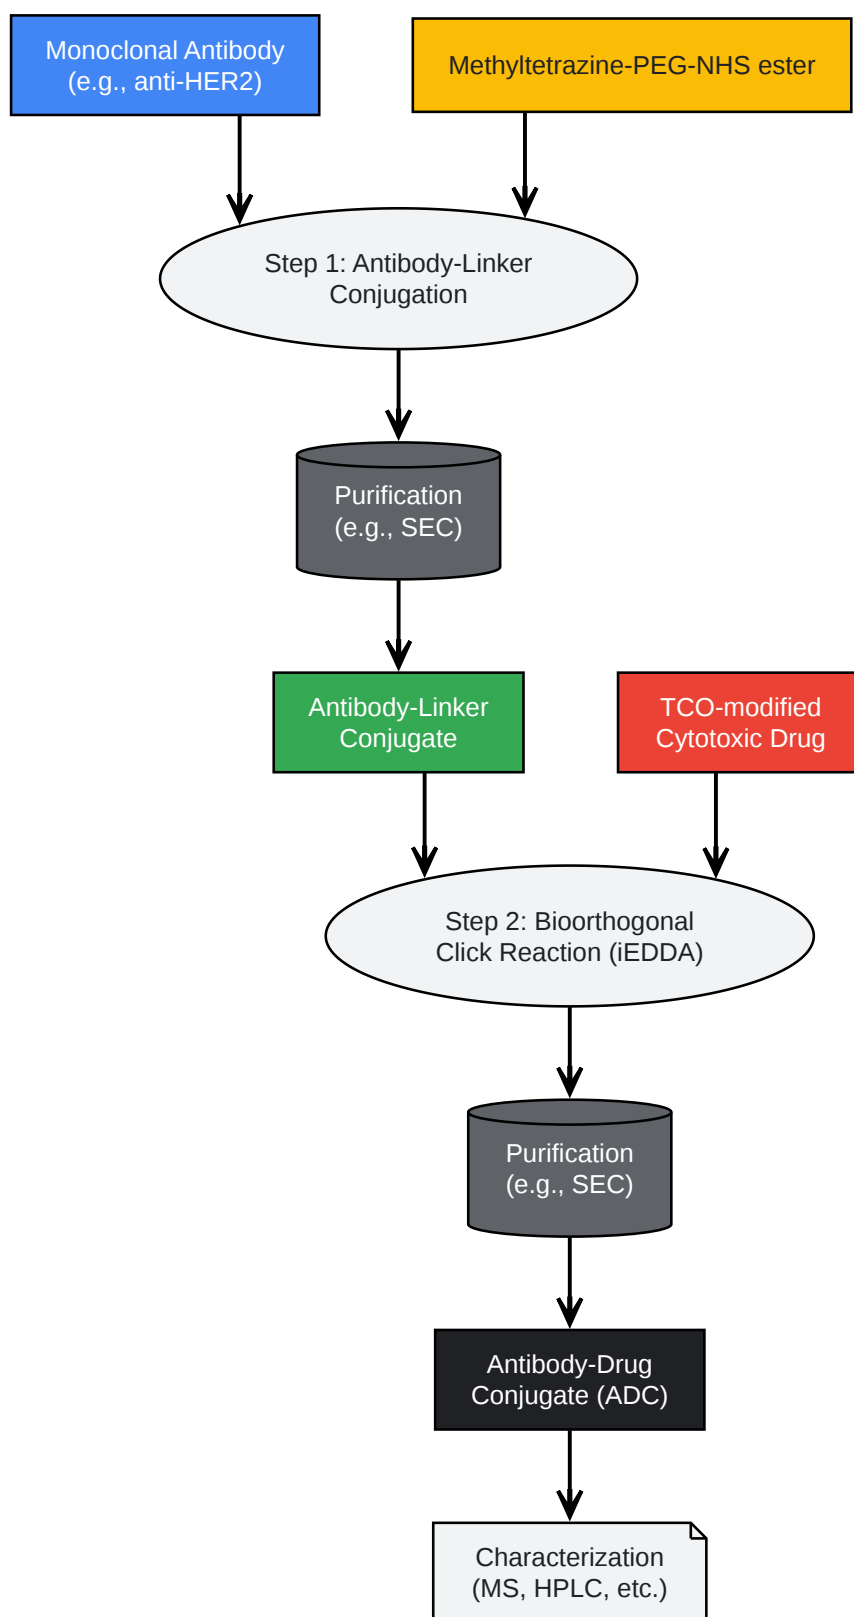 Monoclonal Antibody
(e.g., anti-HER2)
Methyltetrazine-PEG-NHS ester
Step 1: Antibody-Linker
Conjugation
Purification
(e.g., SEC)
Antibody-Linker
Conjugate
TCO-modified
Cytotoxic Drug
Step 2: Bioorthogonal
Click Reaction (iEDDA)
Purification
(e.g., SEC)
Antibody-Drug
Conjugate (ADC)
Characterization
(MS, HPLC, etc.)